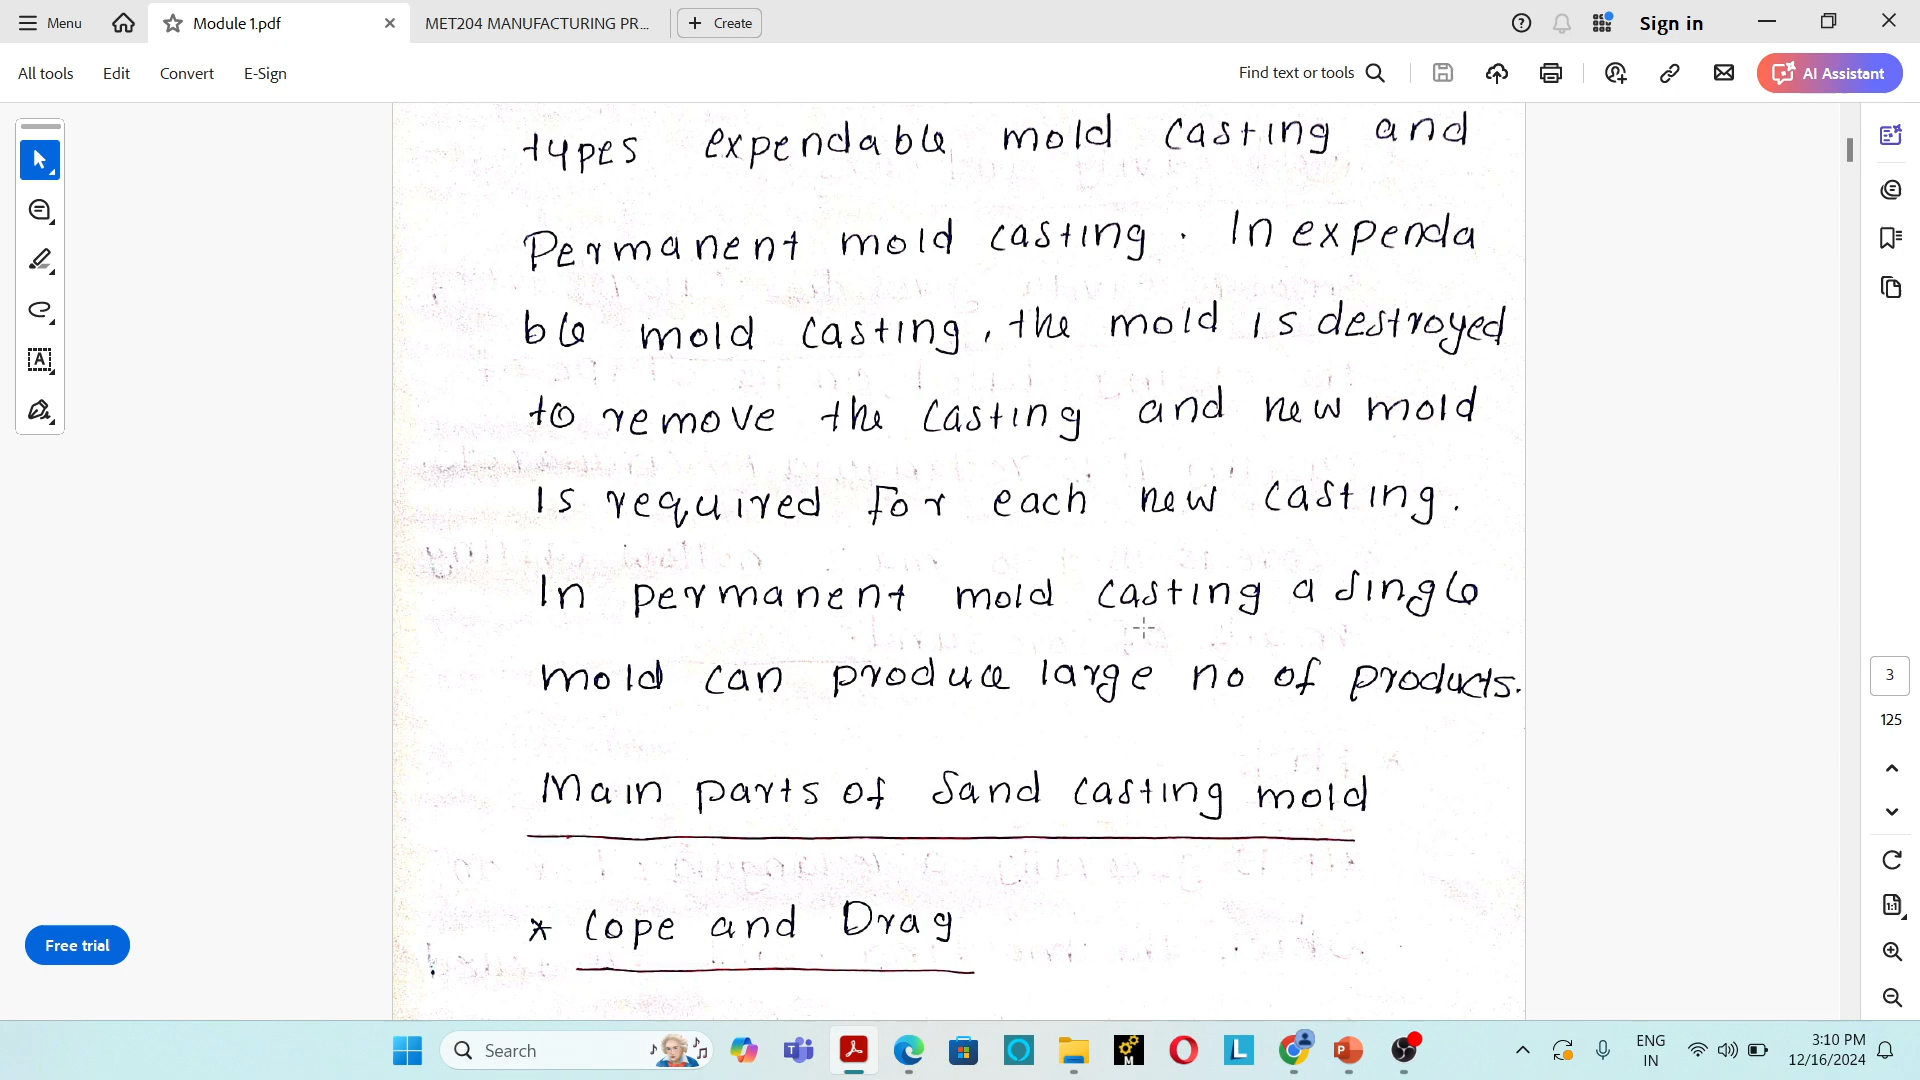 Menu
Module 1.pdf
MET204 MANUFACTURING PR...
Create
Sign in
All tools
Edit
Convert
E-Sign
Find text or tools
AI Assistant
types expendable mold casting and
Permanent mold casting. In expenda
ble mold casting, the mold is destroyed
to remove the casting and new mold
is required for each new casting.
In permanent mold casting a single
mold can produce large no of products.
Main parts of Sand casting mold
* Cope and Drag
3
125
Free trial
Search
ENG
IN
3:10 PM
12/16/2024